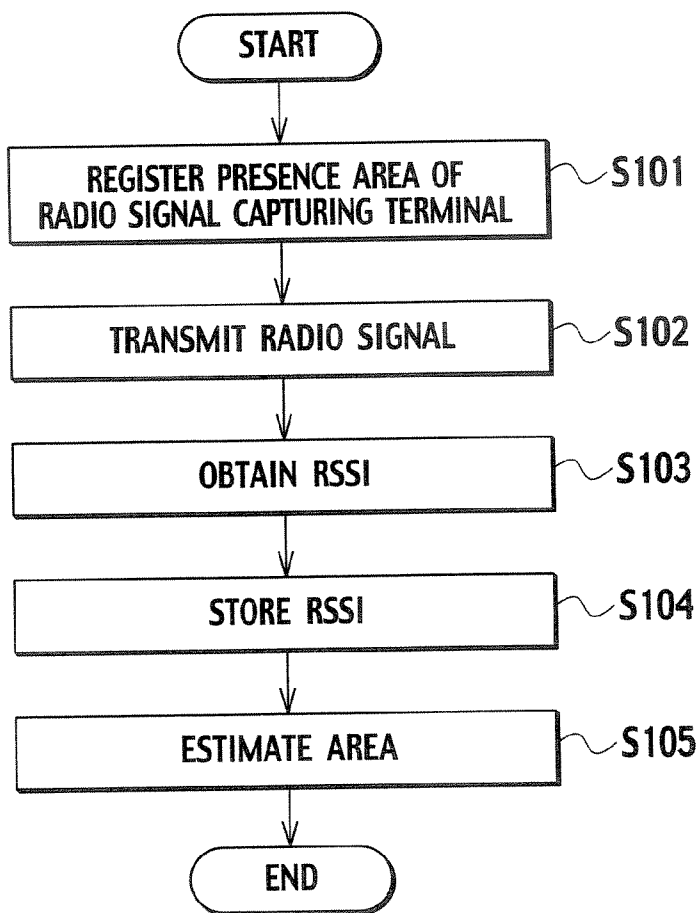 START
REGISTER PRESENCE AREA OF
RADIO SIGNAL CAPTURING TERMINAL
S101
TRANSMIT RADIO SIGNAL
S102
OBTAIN RSSI
S103
STORE RSSI
S104
ESTIMATE AREA
S105
END